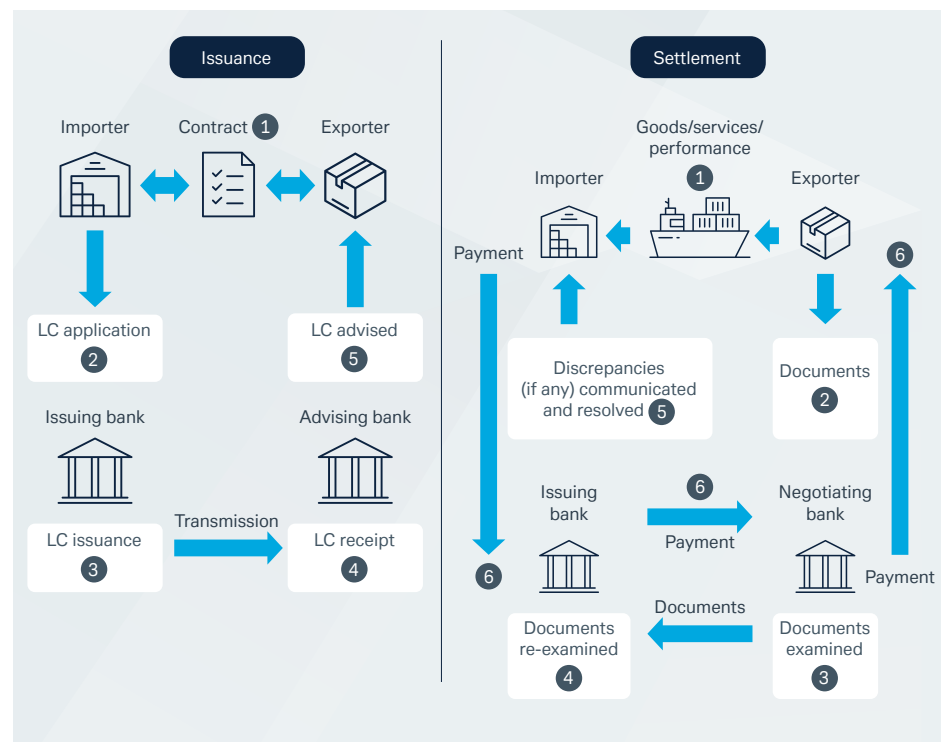 Issuance
Importer
Contract 1
Exporter
LC application
2
LC advised
5
Issuing bank
Advising bank
Transmission
LC issuance
3
LC receipt
4
Settlement
Goods/services/
performance
1
Importer
Exporter
Payment
6
Discrepancies
(if any) communicated
and resolved 5
Documents
2
Issuing
bank
6
Payment
Negotiating
bank
6
Payment
Documents
Documents
re-examined
4
Documents
examined
3